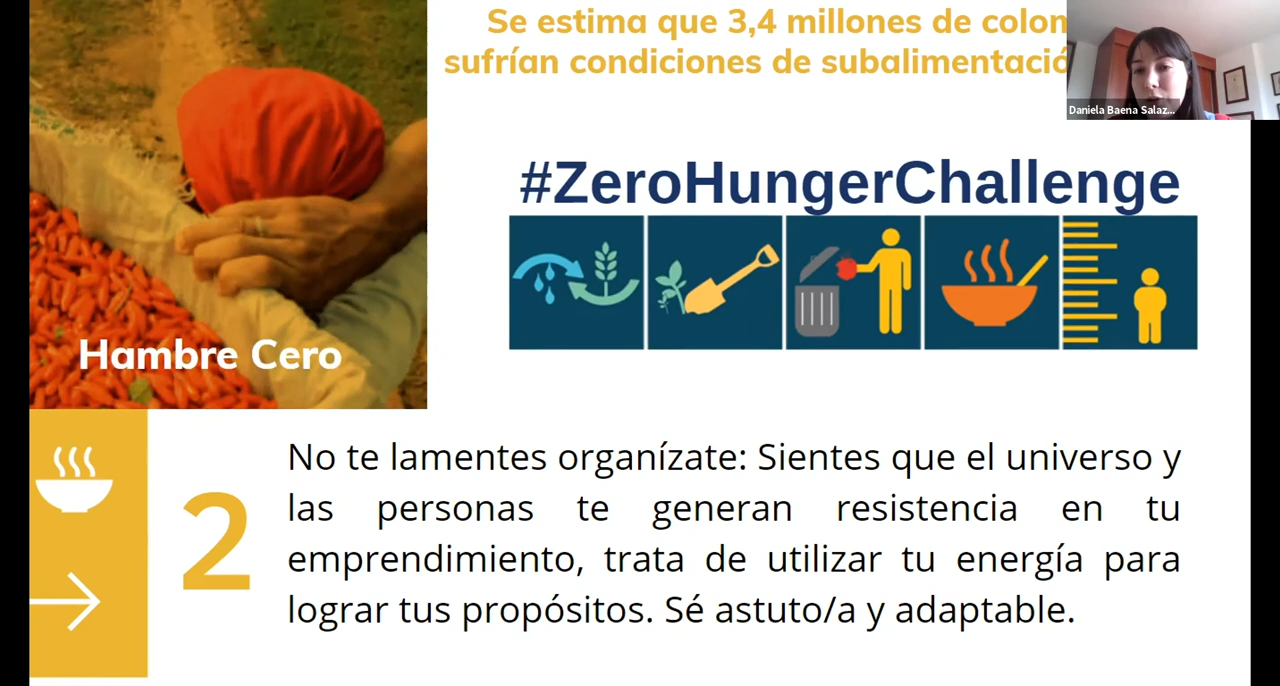 Se estima que 3,4 millones de colom
sufrían condiciones de subalimentació
Daniela Baena Salaz...
#ZeroHungerChallenge
Hambre Cero
2
No te lamentes organízate: Sientes que el universo y
las personas te generan resistencia en tu
emprendimiento, trata de utilizar tu energía para
lograr tus propósitos. Sé astuto/a y adaptable.